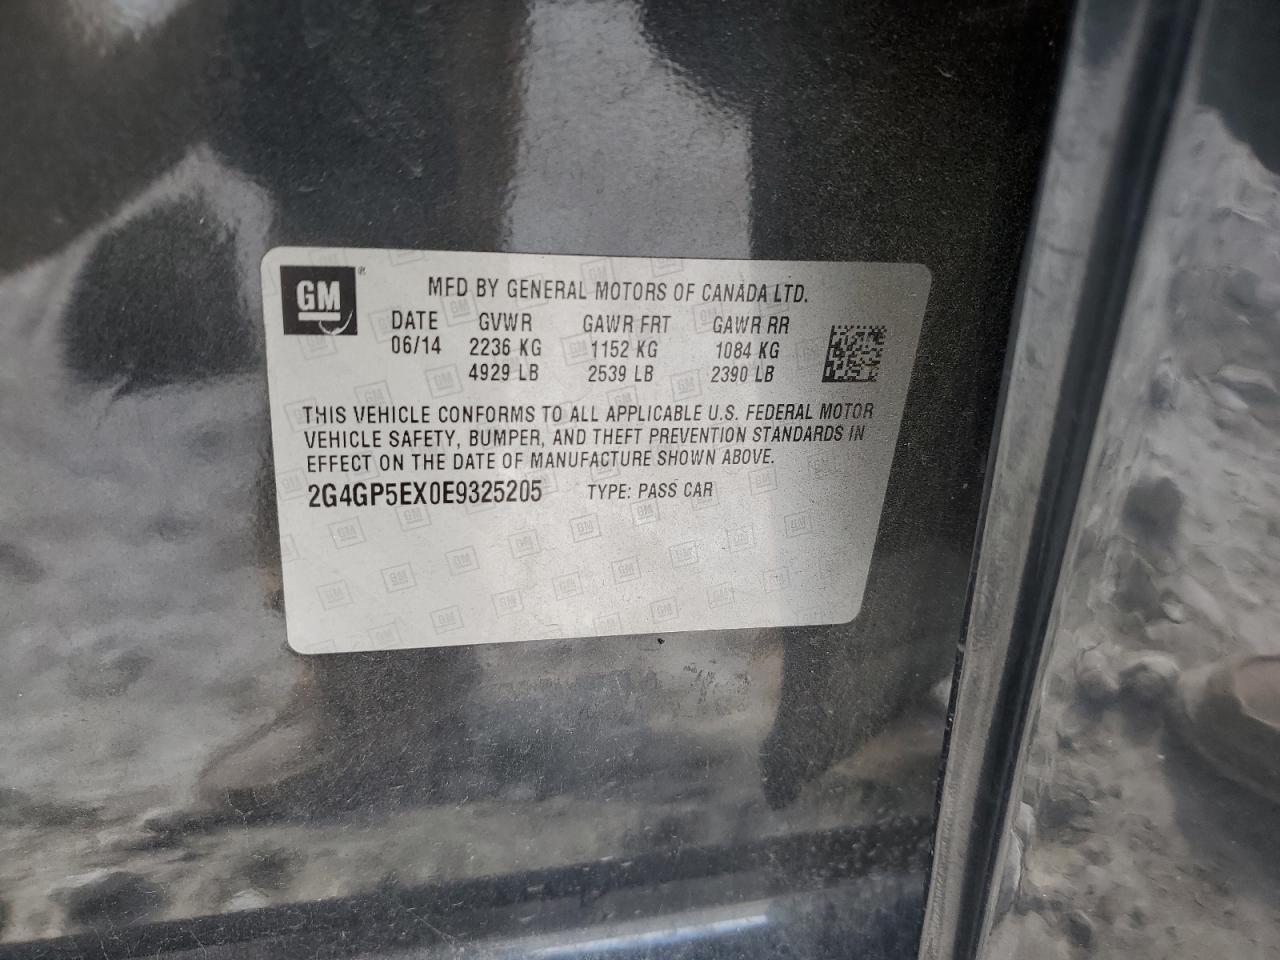 GM®
MFD BY GENERAL MOTORS OF CANADA LTD.
DATE GVWR GAWR FRT GAWR RR
06/14 2236 KG 1152 KG 1084 KG
4929 LB 2539 LB 2390 LB
THIS VEHICLE CONFORMS TO ALL APPLICABLE U.S. FEDERAL MOTOR
VEHICLE SAFETY, BUMPER, AND THEFT PREVENTION STANDARDS IN
EFFECT ON THE DATE OF MANUFACTURE SHOWN ABOVE.
2G4GP5EX0E9325205 TYPE: PASS CAR